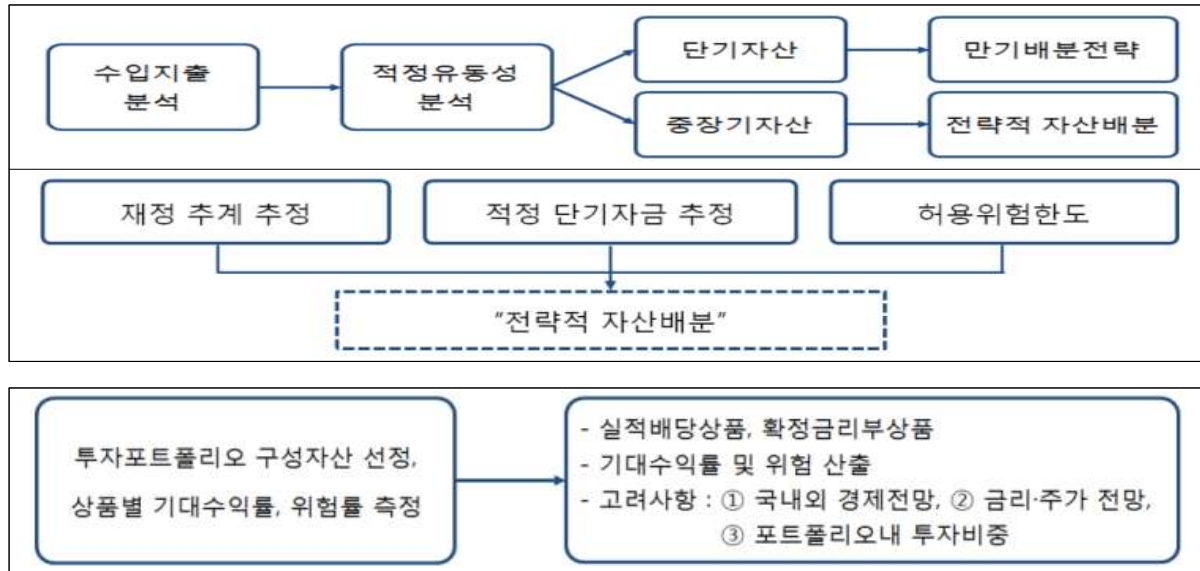 수입지출
분석
적정유동성
분석
단기자산
만기배분전략
중장기자산
전략적 자산배분
재정 추계 추정
적정 단기자금 추정
허용위험한도
"전략적 자산배분"
투자포트폴리오 구성자산 선정,
상품별 기대수익률, 위험률 측정
- 실적배당상품, 확정금리부상품
- 기대수익률 및 위험 산출
- 고려사항 : ① 국내외 경제전망, ② 금리·주가 전망,
③ 포트폴리오내 투자비중